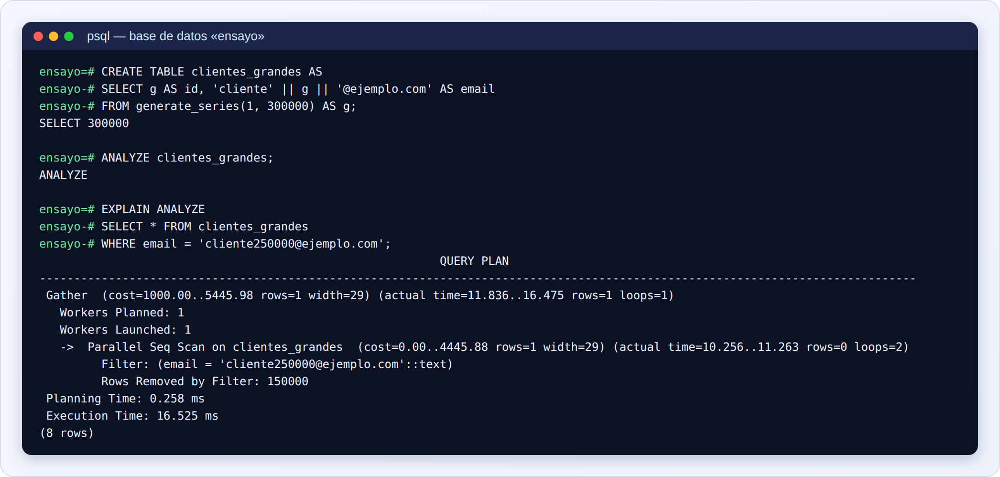 psql — base de datos «ensayo»
ensayo=# CREATE TABLE clientes_grandes AS
ensayo-# SELECT g AS id, 'cliente' || g || '@ejemplo.com' AS email
ensayo-# FROM generate_series(1, 300000) AS g;
SELECT 300000
ensayo=# ANALYZE clientes_grandes;
ANALYZE
ensayo=# EXPLAIN ANALYZE
ensayo-# SELECT * FROM clientes_grandes
ensayo-# WHERE email = 'cliente250000@ejemplo.com';
QUERY PLAN
-------------------------------------------------------------------------------------------------------------------------------
Gather  (cost=1000.00..5445.98 rows=1 width=29) (actual time=11.836..16.475 rows=1 loops=1)
Workers Planned: 1
Workers Launched: 1
->  Parallel Seq Scan on clientes_grandes  (cost=0.00..4445.88 rows=1 width=29) (actual time=10.256..11.263 rows=0 loops=2)
Filter: (email = 'cliente250000@ejemplo.com'::text)
Rows Removed by Filter: 150000
Planning Time: 0.258 ms
Execution Time: 16.525 ms
(8 rows)